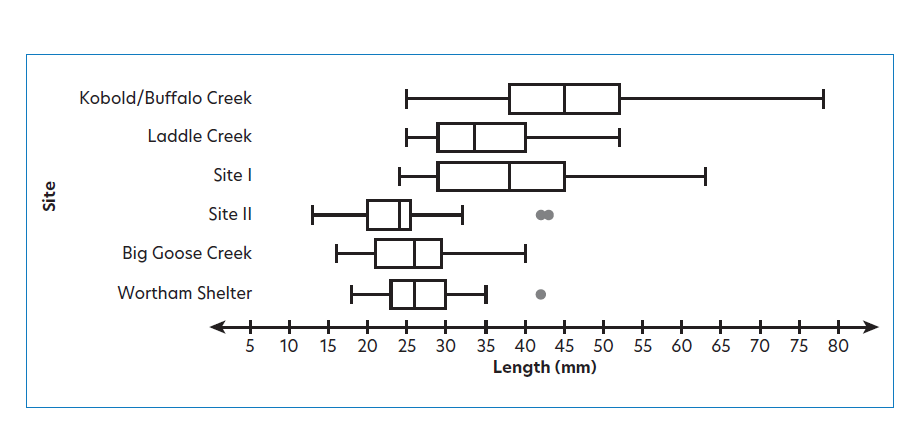 Kobold/Buffalo Creek
Laddle Creek
Site I
Site
Site II
Big Goose Creek
Wortham Shelter
5 10 15 20 25 30 35 40 45 50 55 60 65 70 75 80
Length (mm)